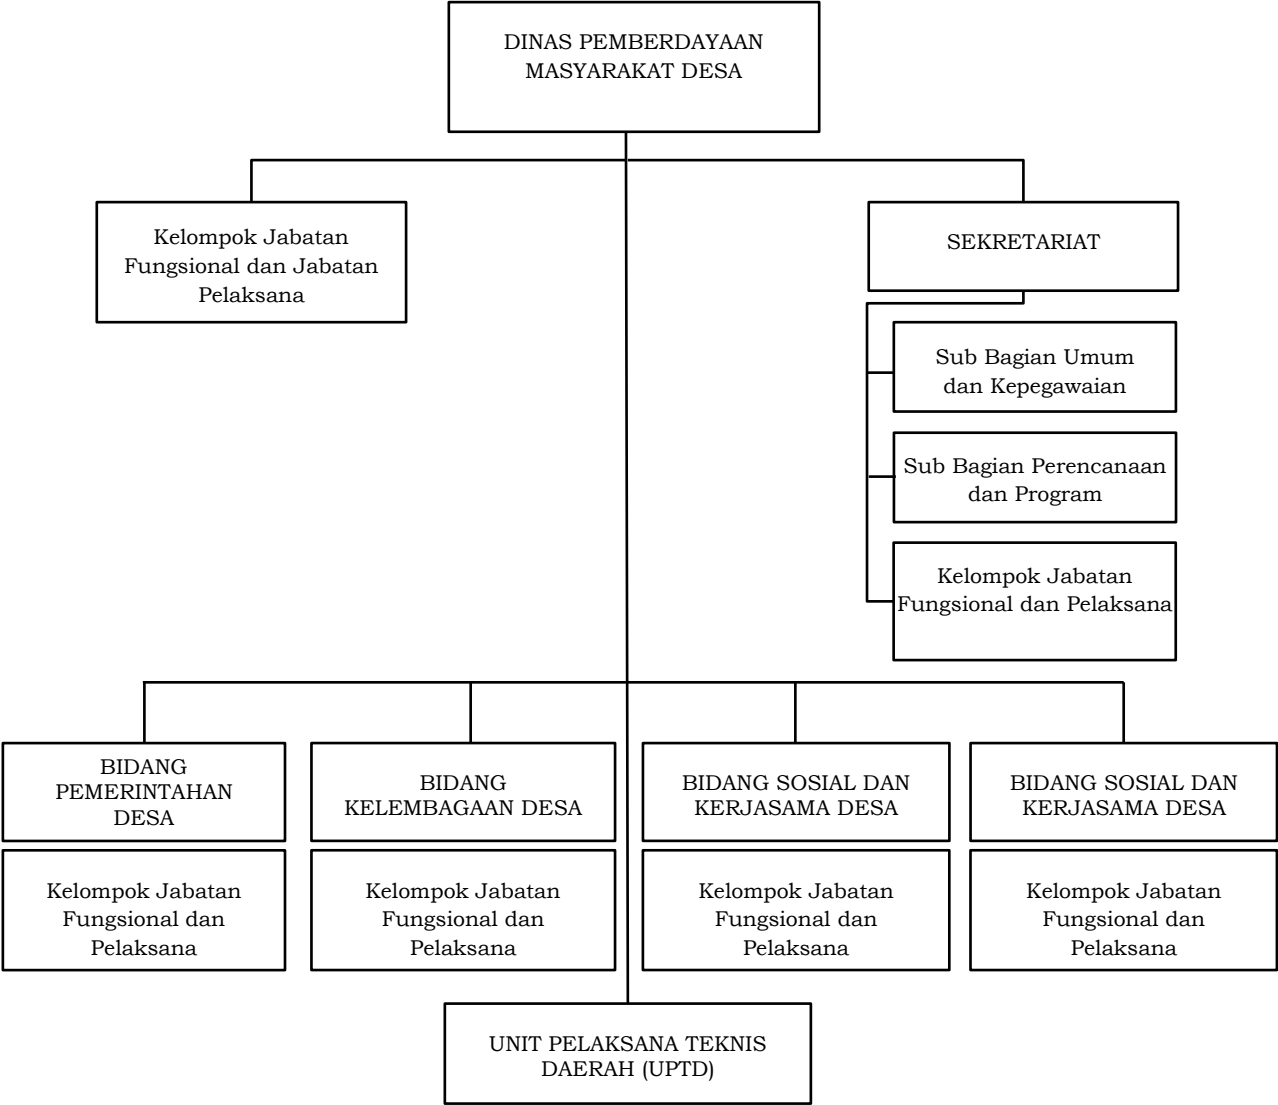 DINAS PEMBERDAYAAN
MASYARAKAT DESA
Kelompok Jabatan
Fungsional dan Jabatan
Pelaksana
SEKRETARIAT
Sub Bagian Umum
dan Kepegawaian
Sub Bagian Perencanaan
dan Program
Kelompok Jabatan
Fungsional dan Pelaksana
BIDANG
PEMERINTAHAN
DESA
BIDANG
KELEMBAGAAN DESA
BIDANG SOSIAL DAN
KERJASAMA DESA
BIDANG SOSIAL DAN
KERJASAMA DESA
Kelompok Jabatan
Fungsional dan
Pelaksana
Kelompok Jabatan
Fungsional dan
Pelaksana
Kelompok Jabatan
Fungsional dan
Pelaksana
Kelompok Jabatan
Fungsional dan
Pelaksana
UNIT PELAKSANA TEKNIS
DAERAH (UPTD)